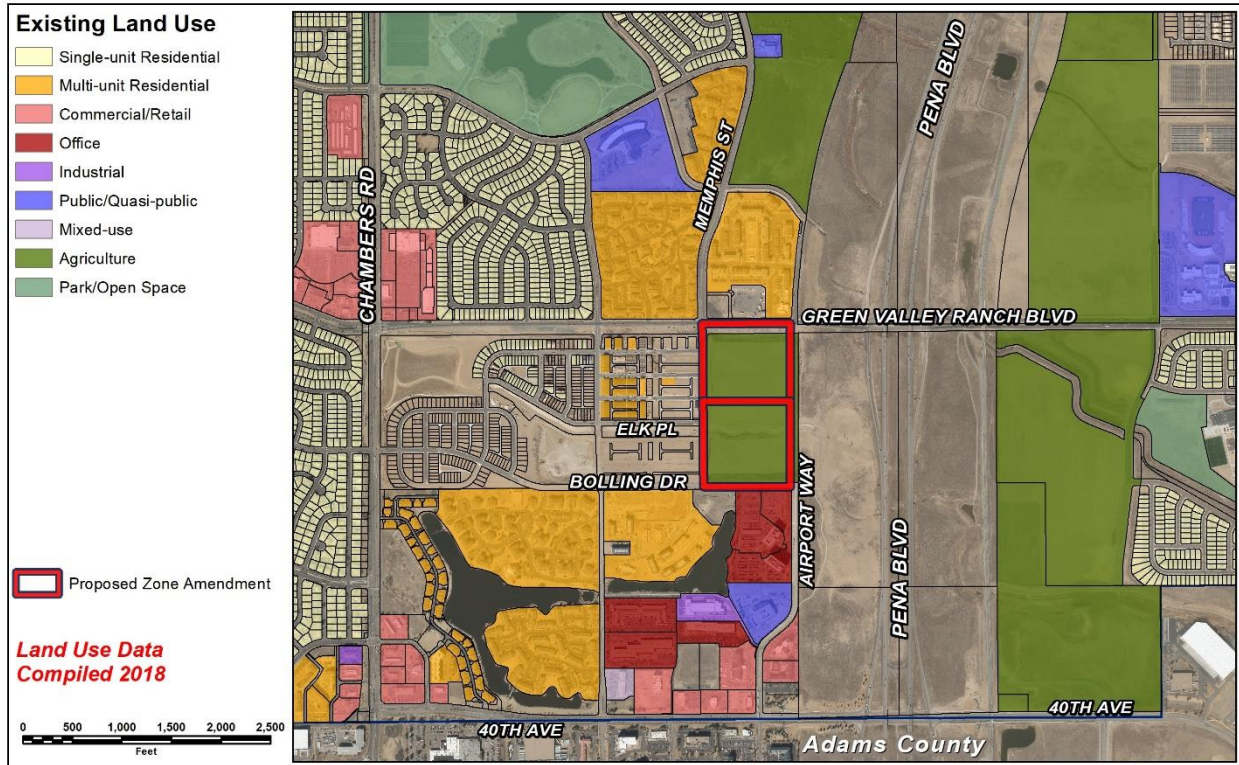 Existing Land Use
Single-unit Residential
Multi-unit Residential
Commercial/Retail
Office
Industrial
Public/Quasi-public
Mixed-use
Agriculture
Park/Open Space
Proposed Zone Amendment
Land Use Data
Compiled 2018
0 500 1,000 1,500 2,000 2,500
Feet
PENA BLVD
MEMPHIS ST
CHAMBERS RD
GREEN VALLEY RANCH BLVD
ELK PL
BOLLING DR
AIRPORT WAY
PENA BLVD
40TH AVE
40TH AVE
Adams County